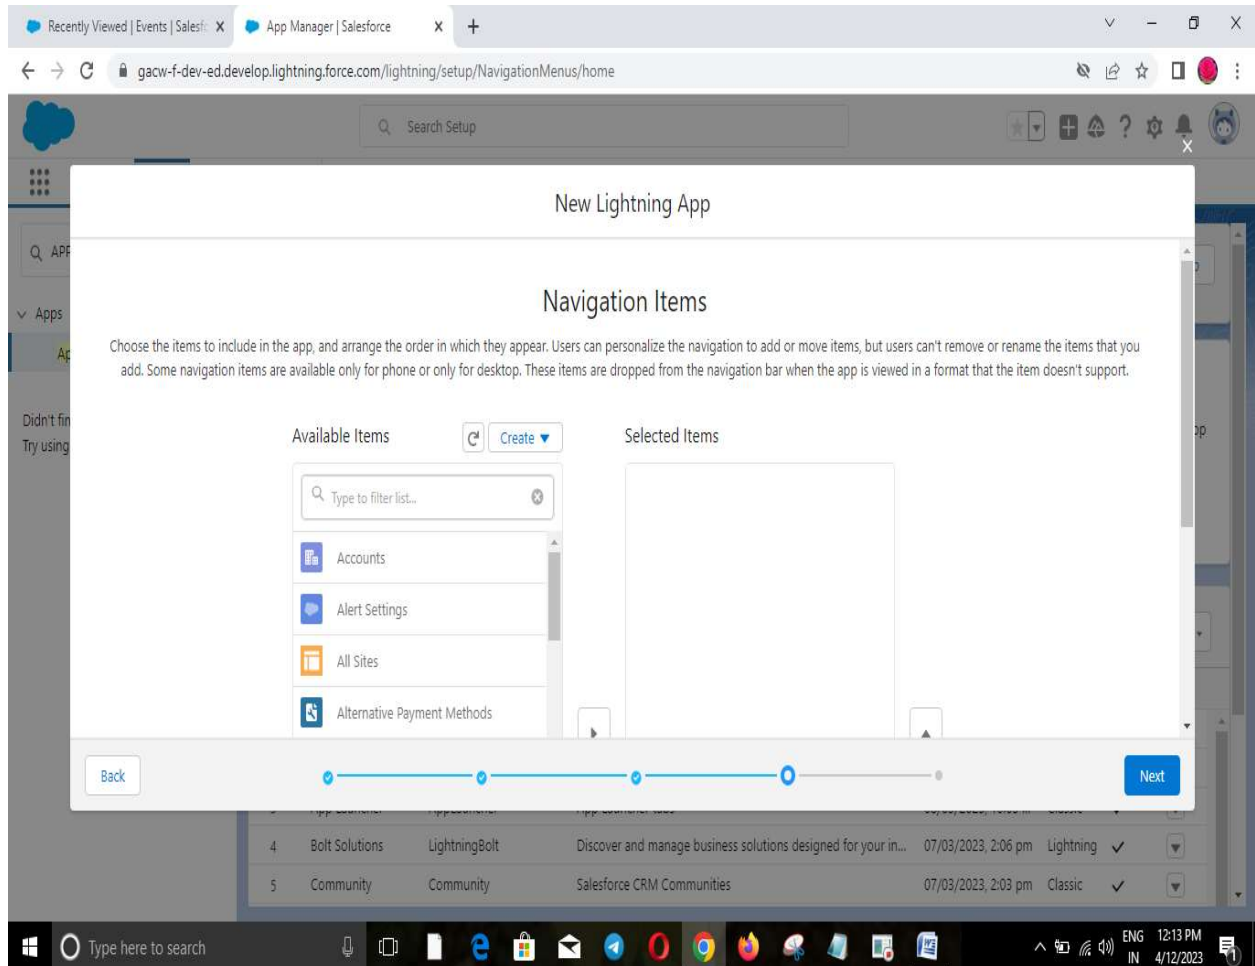 Recently Viewed | Events | Salesfo
App Manager | Salesforce
gacw-f-dev-ed.develop.lightning.force.com/lightning/setup/NavigationMenus/home
Search Setup
New Lightning App
APP
Apps
Ap
Didn't fin
Try using
Navigation Items
Choose the items to include in the app, and arrange the order in which they appear. Users can personalize the navigation to add or move items, but users can't remove or rename the items that you
add. Some navigation items are available only for phone or only for desktop. These items are dropped from the navigation bar when the app is viewed in a format that the item doesn't support.
Available Items
Create
Selected Items
Type to filter list...
Accounts
Alert Settings
All Sites
Alternative Payment Methods
Back
Next
4 Bolt Solutions LightningBolt Discover and manage business solutions designed for your in... 07/03/2023, 2:06 pm Lightning
5 Community Community Salesforce CRM Communities 07/03/2023, 2:03 pm Classic
Type here to search
ENG 12:13 PM
IN 4/12/2023